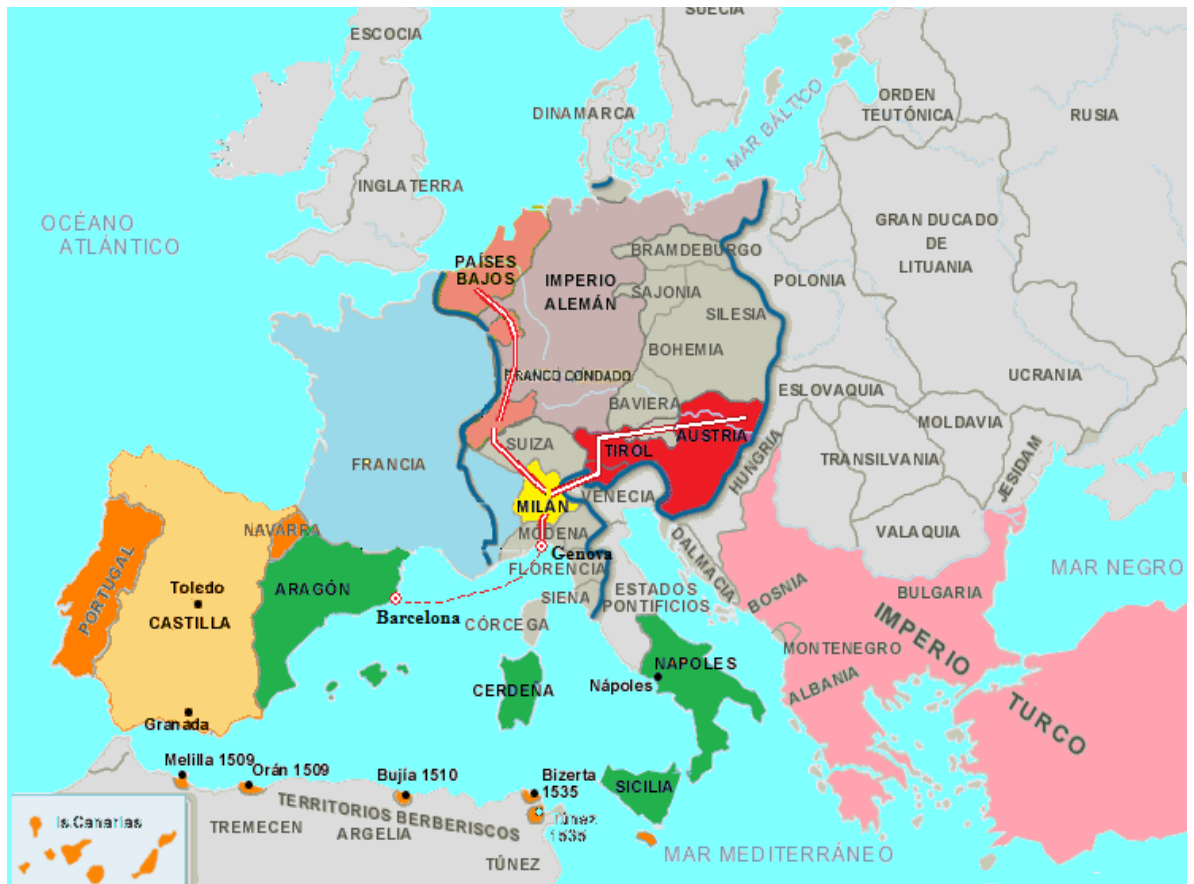 SUECIA
ESCOCIA
DINAMARCA
MAR BÁLTICO
ORDEN
TEUTÓNICA
RUSIA
INGLATERRA
OCÉANO
ATLÁNTICO
GRAN DUCADO
DE
LITUANIA
PAÍSES
BAJOS
IMPERIO
ALEMÁN
BRAMDEBURGO
SAJONIA
SILESIA
POLONIA
BOHEMIA
FRANCO CONDADO
BAVIERA
ESLOVAQUIA
UCRANIA
MOLDAVIA
SUIZA
TIROL
AUSTRIA
HUNGRIA
TRANSILVANIA
JESIDAM
FRANCIA
MILAN
VENECIA
VALAQUIA
MODENA
Genova
FLORENCIA
DALMACIA
NAVARRA
ARAGÓN
PORTUGAL
Toledo
CASTILLA
Barcelona
SIENA
ESTADOS
PONTIFICIOS
CÓRCEGA
BOSNIA
BULGARIA
MAR NEGRO
IMPERIO
TURCO
MONTENEGRO
ALBANIA
CERDEÑA
NAPOLES
Nápoles
Granada
Melilla 1509
Orán 1509
Bujía 1510
Bizerta
1535
Túnez
1535
SICILIA
TERRITORIOS BERBERISCOS
TREMECEN
ARGELIA
TÚNEZ
MAR MEDITERRÁNEO
Is.Canarias